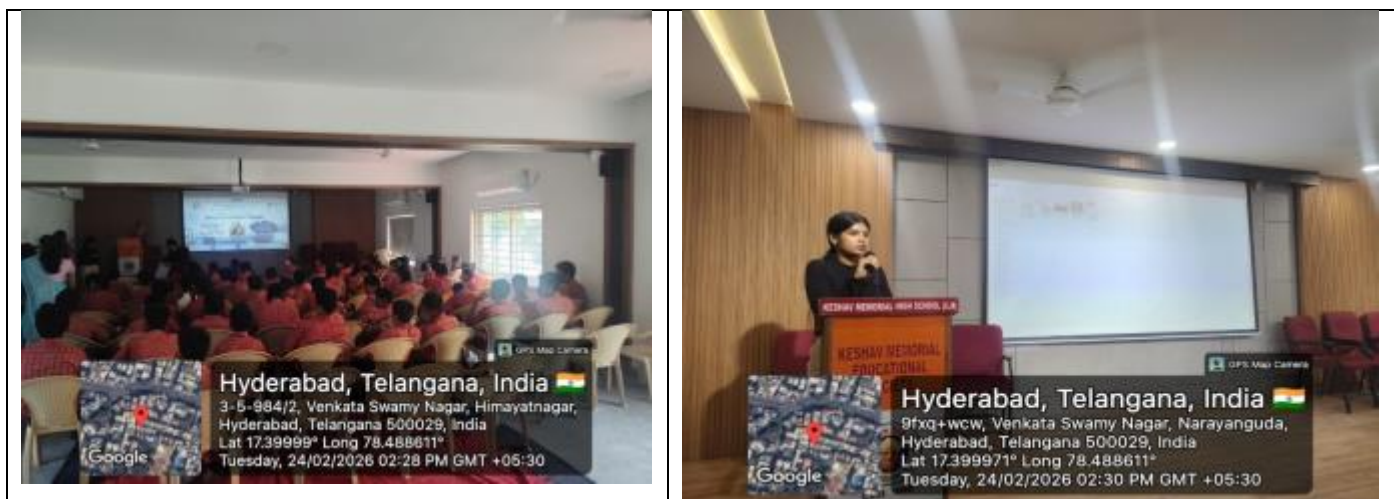 GPS Map Camera
Hyderabad, Telangana, India
3-5-984/2, Venkata Swamy Nagar, Himayatnagar,
Hyderabad, Telangana 500029, India
Lat 17.39999° Long 78.488611°
Tuesday, 24/02/2026 02:28 PM GMT +05:30
Google
KESHAV MEMORIAL HIGH SCHOOL
KESHAV MEMORIAL
EDUCATIONAL
GPS Map Camera
Hyderabad, Telangana, India
9fxq+wcw, Venkata Swamy Nagar, Narayanguda,
Hyderabad, Telangana 500029, India
Lat 17.399971° Long 78.488611°
Tuesday, 24/02/2026 02:30 PM GMT +05:30
Google